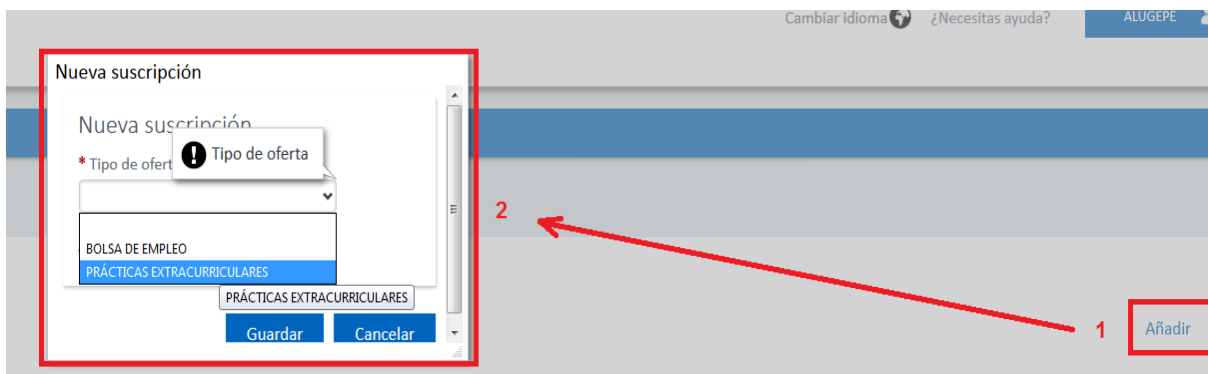 Cambiar idioma ¿Necesitas ayuda? ALUGEPE
Nueva suscripción
Nueva suscripción
Tipo de oferta
* Tipo de ofert
BOLSA DE EMPLEO
PRÁCTICAS EXTRACURRICULARES
PRÁCTICAS EXTRACURRICULARES
Guardar Cancelar
2
1 Añadir